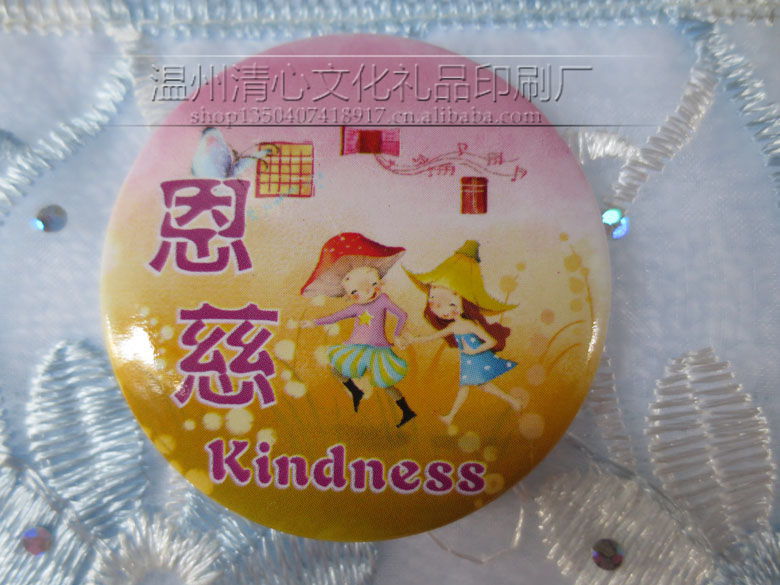 温州清心文化礼品印刷厂
shop1350407418917.cn.alibaba.com
恩
慈
Kindness